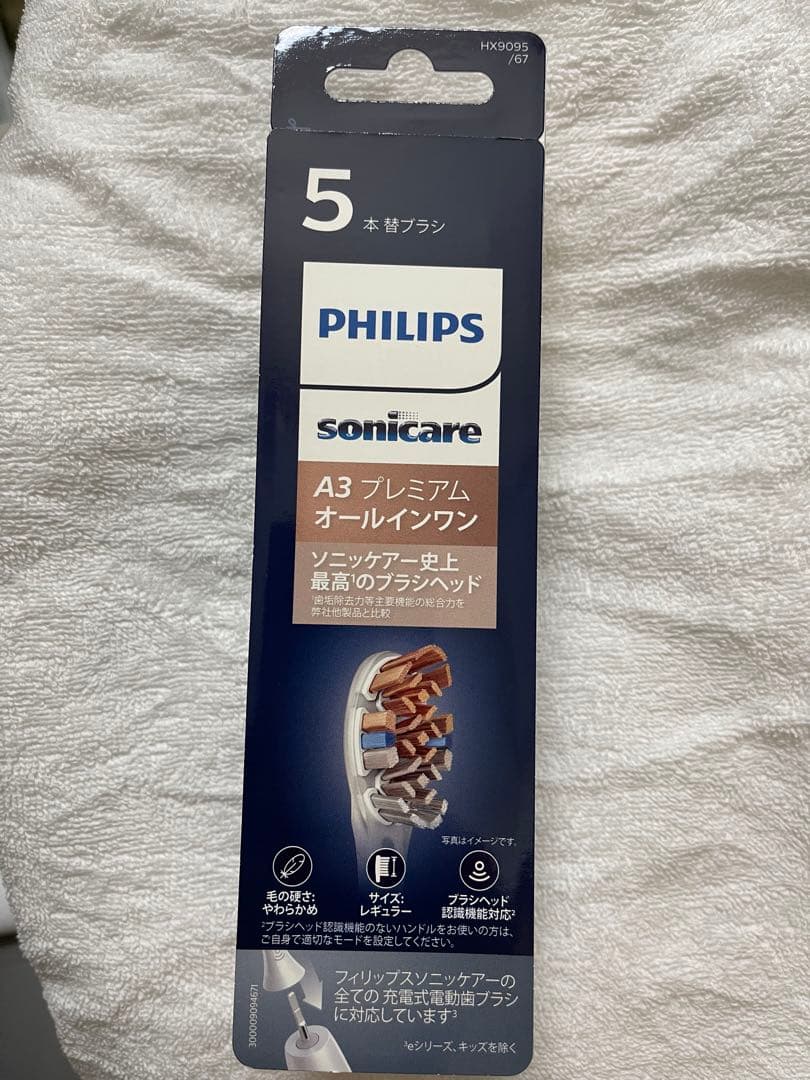 HX9095
/67
5 本 替ブラシ
PHILIPS
sonicare
A3 プレミアム
オールインワン
ソニッケアー史上
最高¹のブラシヘッド
¹歯垢除去力等主要機能の総合力を
弊社他製品と比較
写真はイメージです。
毛の硬さ:
やわらかめ
サイズ:
レギュラー
ブラシヘッド
認識機能対応²
²ブラシヘッド認識機能のないハンドルをお使いの方は、
ご自身で適切なモードを設定してください。
フィリップスソニッケアーの
全ての 充電式電動歯ブラシ
に対応しています³
³eシリーズ、キッズを除く
300009094671